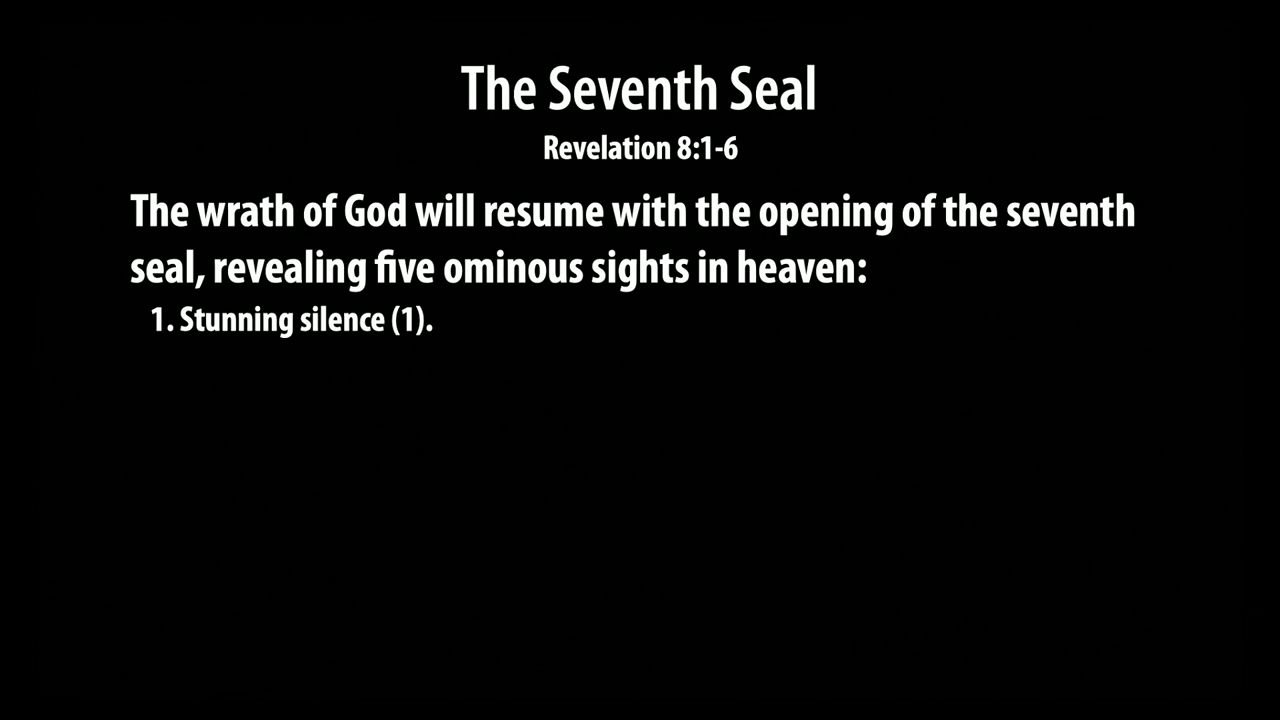 The Seventh Seal
Revelation 8:1-6
The wrath of God will resume with the opening of the seventh
seal, revealing five ominous sights in heaven:
1. Stunning silence (1).